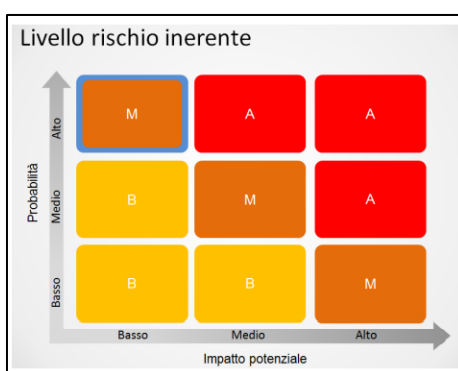 Livello rischio inerente
Probabilità
Alto
M
A
A
Medio
B
M
A
Basso
B
B
M
Basso
Medio
Alto
Impatto potenziale